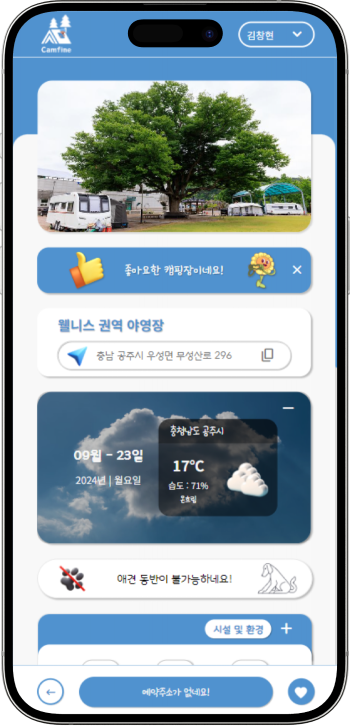 Camfine
김창현
좋아요한 캠핑장이네요!
웰니스 권역 야영장
충남 공주시 우성면 무성산로 296
충청남도 공주시
09월 - 23일
17°C
2024년 | 월요일
습도 : 71%
온흐림
애견 동반이 불가능하네요!
시설 및 환경
예약주소가 없네요!